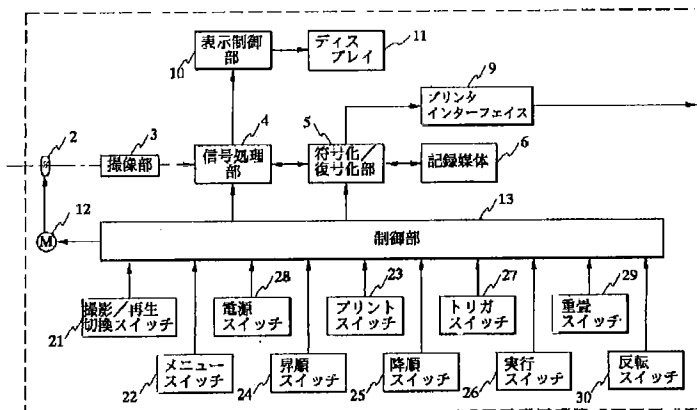 表示制御
部
10
ディス
プレイ
11
プリンタ
インターフェイス
9
2
3
撮像部
4
信号処理
部
5
符号化／
復号化部
6
記録媒体
12
M
13
制御部
撮影／再生
切換スイッチ
21
電源
スイッチ
28
プリント
スイッチ
23
トリガ
スイッチ
27
重畳
スイッチ
29
メニュー
スイッチ
22
昇順
スイッチ
24
降順
スイッチ
25
実行
スイッチ
26
反転
スイッチ
30